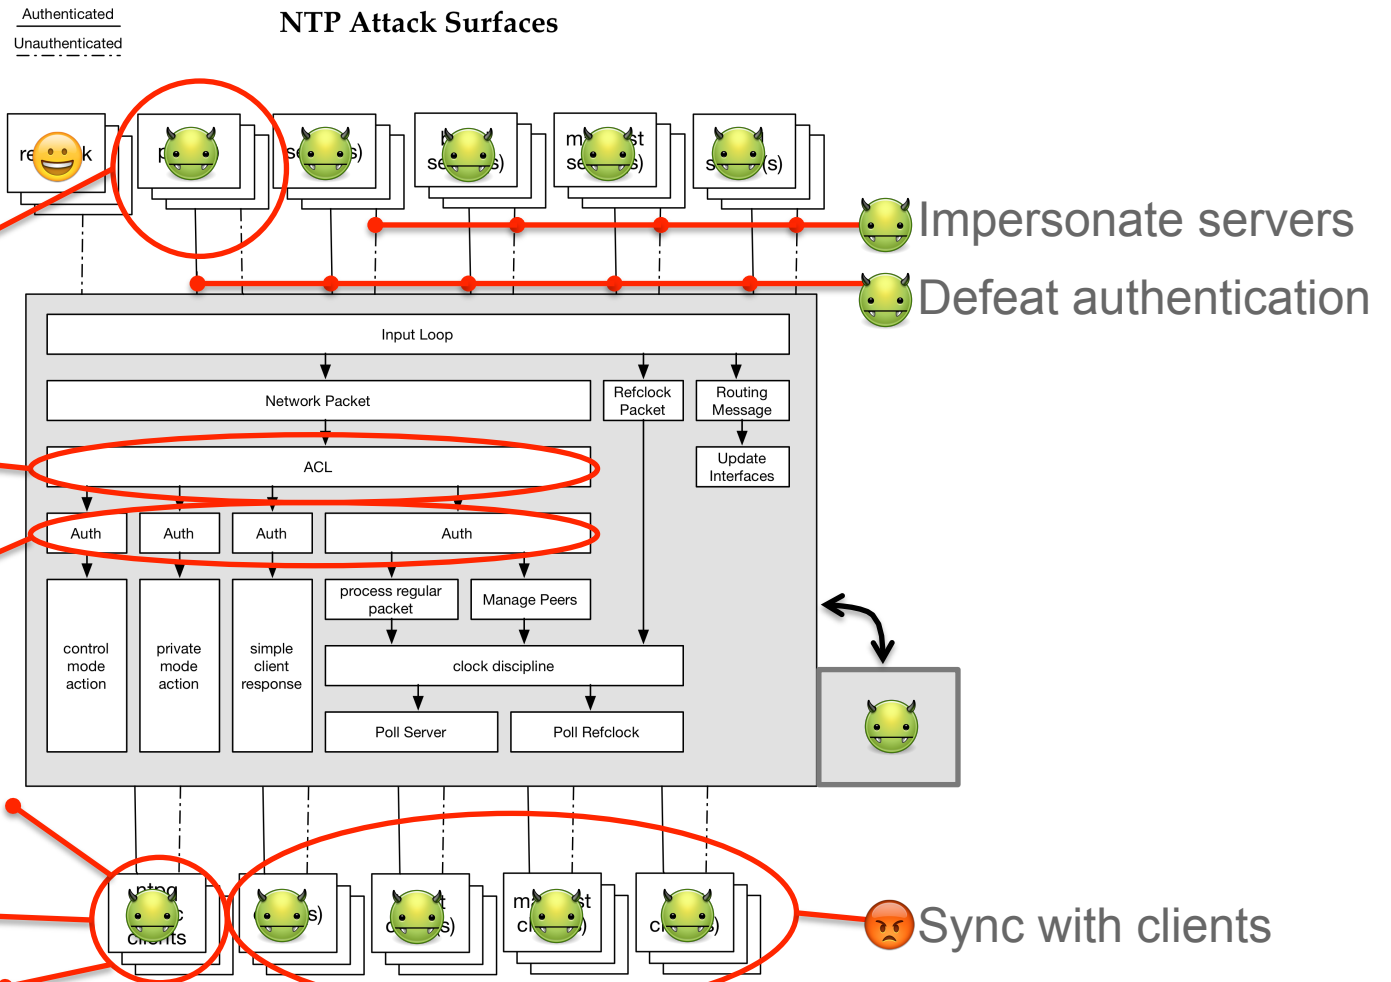 Authenticated
NTP Attack Surfaces
Unauthenticated
Impersonate servers
Defeat authentication
Input Loop
Network Packet
Refclock
Packet
Routing
Message
ACL
Update
Interfaces
Auth
Auth
Auth
Auth
process regular
packet
Manage Peers
control
mode
action
private
mode
action
simple
client
response
clock discipline
Poll Server
Poll Refclock
ntpq
clients
Sync with clients